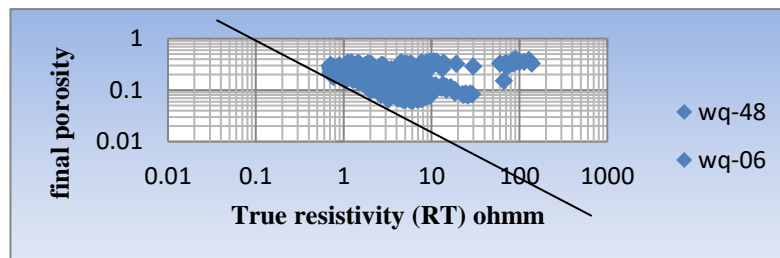 final porosity
1
0.1
0.01
0.01 0.1 1 10 100 1000
True resistivity (RT) ohmm
wq-48
wq-06